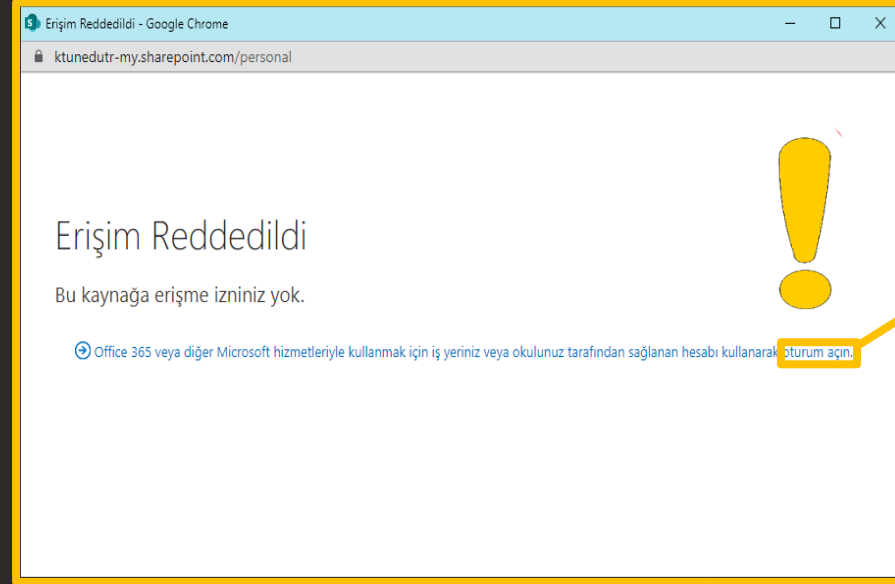 Erişim Reddedildi - Google Chrome
ktunedutr-my.sharepoint.com/personal
Erişim Reddedildi
Bu kaynağa erişme izniniz yok.
Office 365 veya diğer Microsoft hizmetleriyle kullanmak için iş yeriniz veya okulunuz tarafından sağlanan hesabı kullanarak oturum açın.